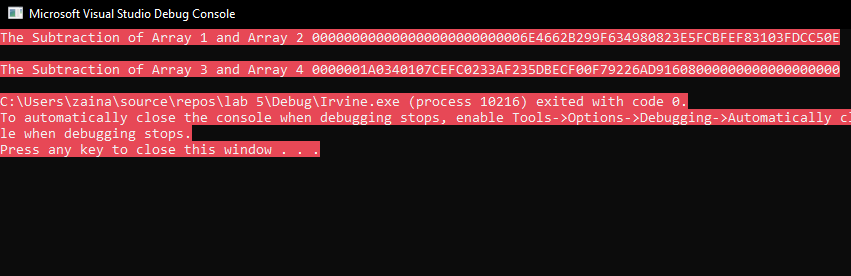 Microsoft Visual Studio Debug Console
The Subtraction of Array 1 and Array 2 0000000000000000000000000006E4662B299F634980823E5FCBFEF83103FDCC50E
The Subtraction of Array 3 and Array 4 0000001A0340107CEFC0233AF235DBECF00F79226AD91608000000000000000000
C:\Users\zaina\source\repos\lab 5\Debug\Irvine.exe (process 10216) exited with code 0.
To automatically close the console when debugging stops, enable Tools->Options->Debugging->Automatically cl
le when debugging stops.
Press any key to close this window . . .